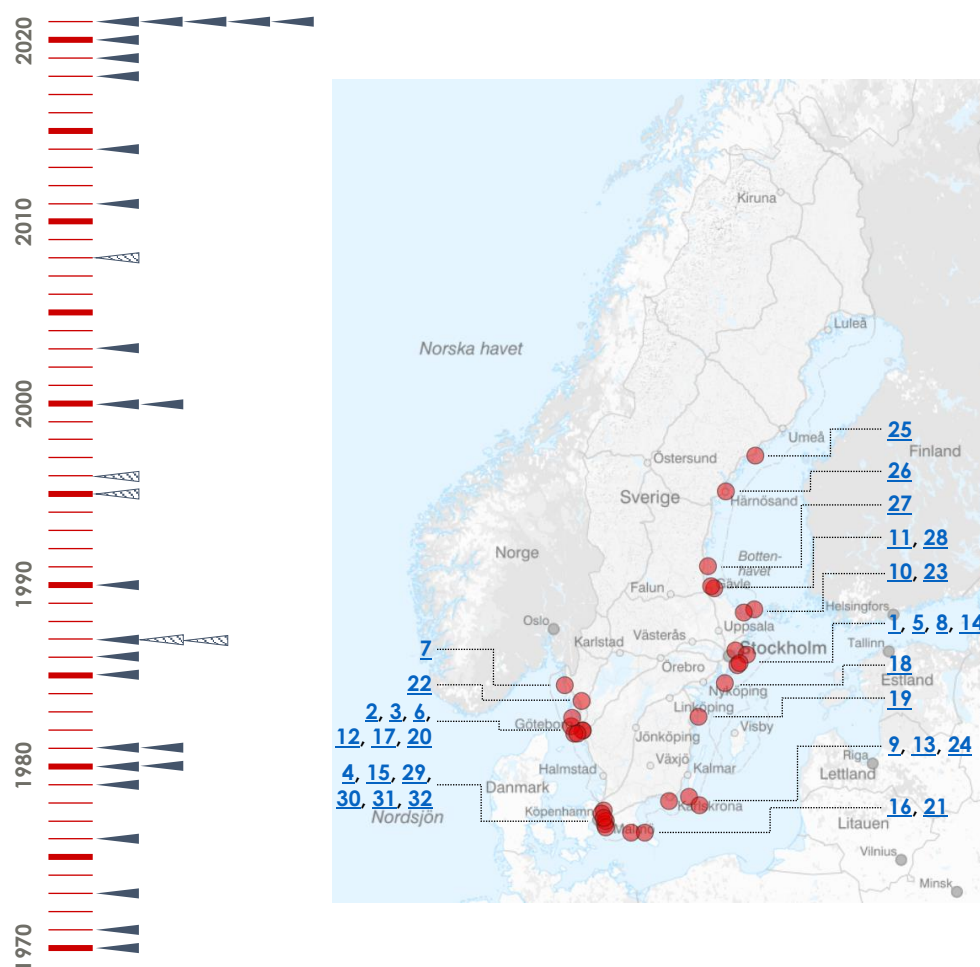 2020
2010
2000
1990
1980
1970
Kiruna
Luleå
Norska havet
Umeå
25
Östersund
Finland
26
Sverige
Härnösand
27
11, 28
Norge
Botten-
havet
10, 23
Gävle
Falun
Helsingfors
Oslo
Uppsala
1, 5, 8, 14
Västerås
Karlstad
Tallinn
Stockholm
7
18
Örebro
Estland
22
Nyköping
19
Linköping
2, 3, 6,
Göteborg
Visby
12, 17, 20
Jönköping
9, 13, 24
Riga
Växjö
4, 15, 29,
Halmstad
Kalmar
Lettland
Danmark
30, 31, 32
Karlskrona
16, 21
Köpenhamn
Nordsjön
Malmö
Litauen
Vilnius
Minsk